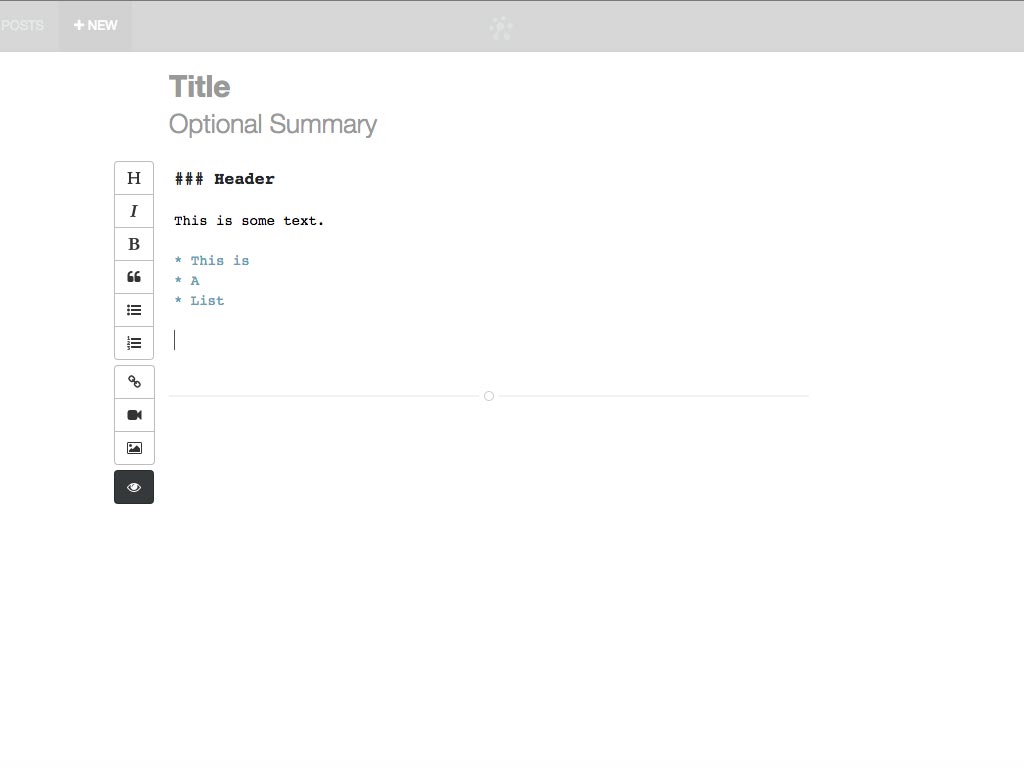 POSTS
+ NEW
Title
Optional Summary
H
### Header
I
This is some text.
B
* This is
* A
* List